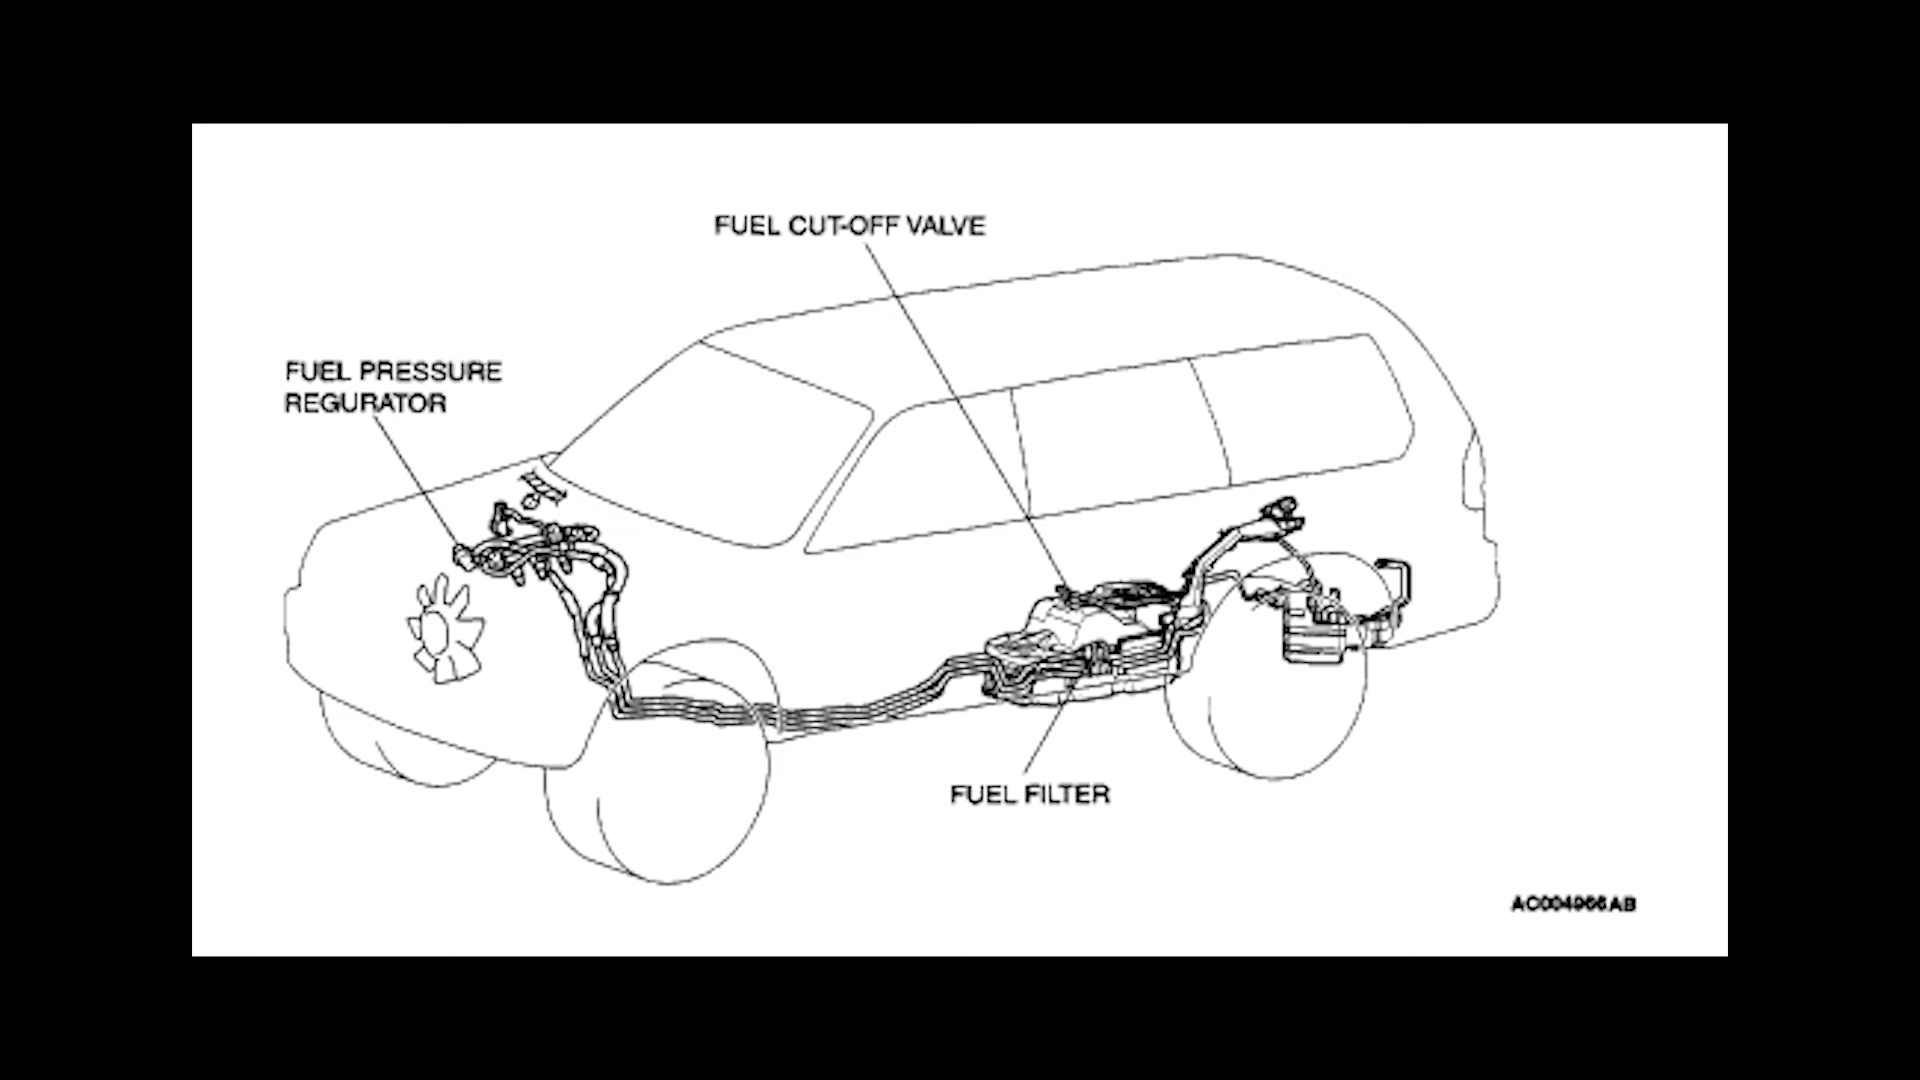 FUEL CUT-OFF VALVE
FUEL PRESSURE
REGURATOR
FUEL FILTER
AC004966AB